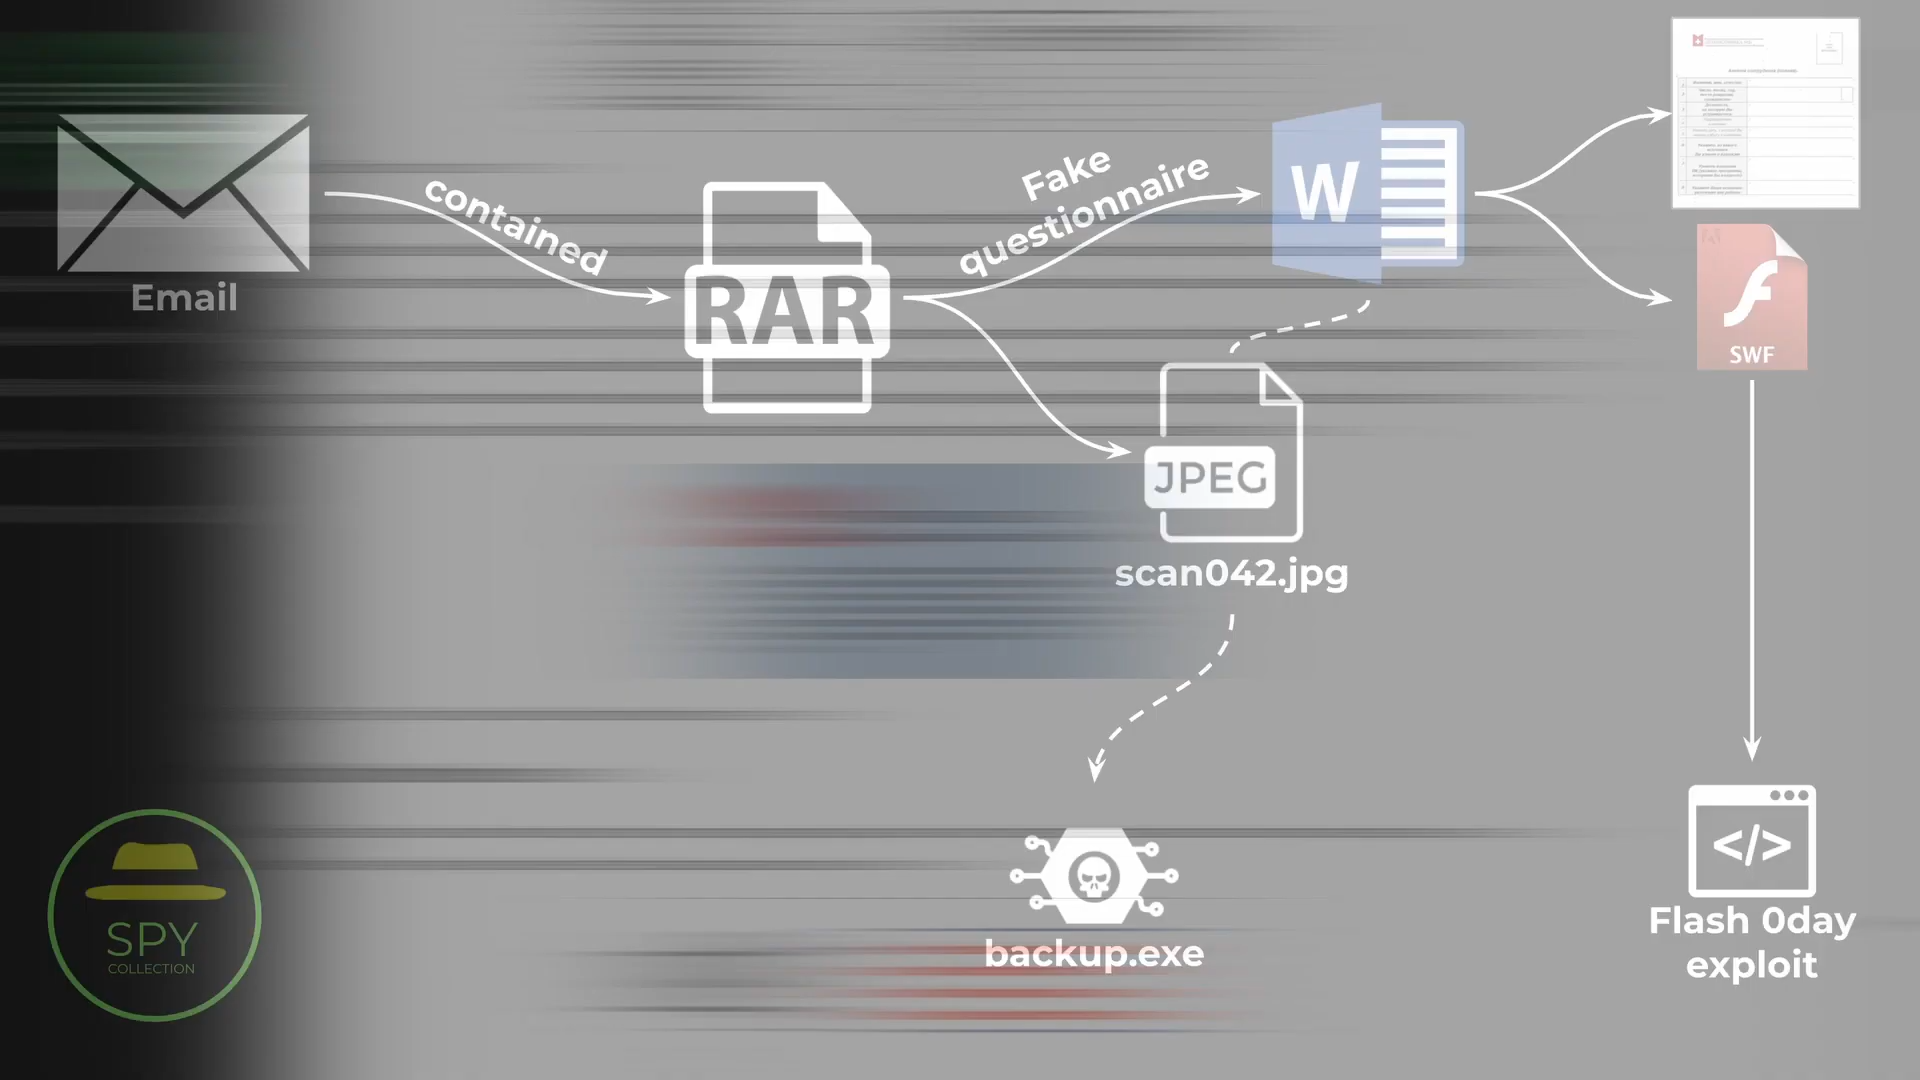 Email
contained
RAR
Fake
questionnaire
W
SWF
JPEG
scan042.jpg
backup.exe
</>
Flash 0day
exploit
SPY
COLLECTION